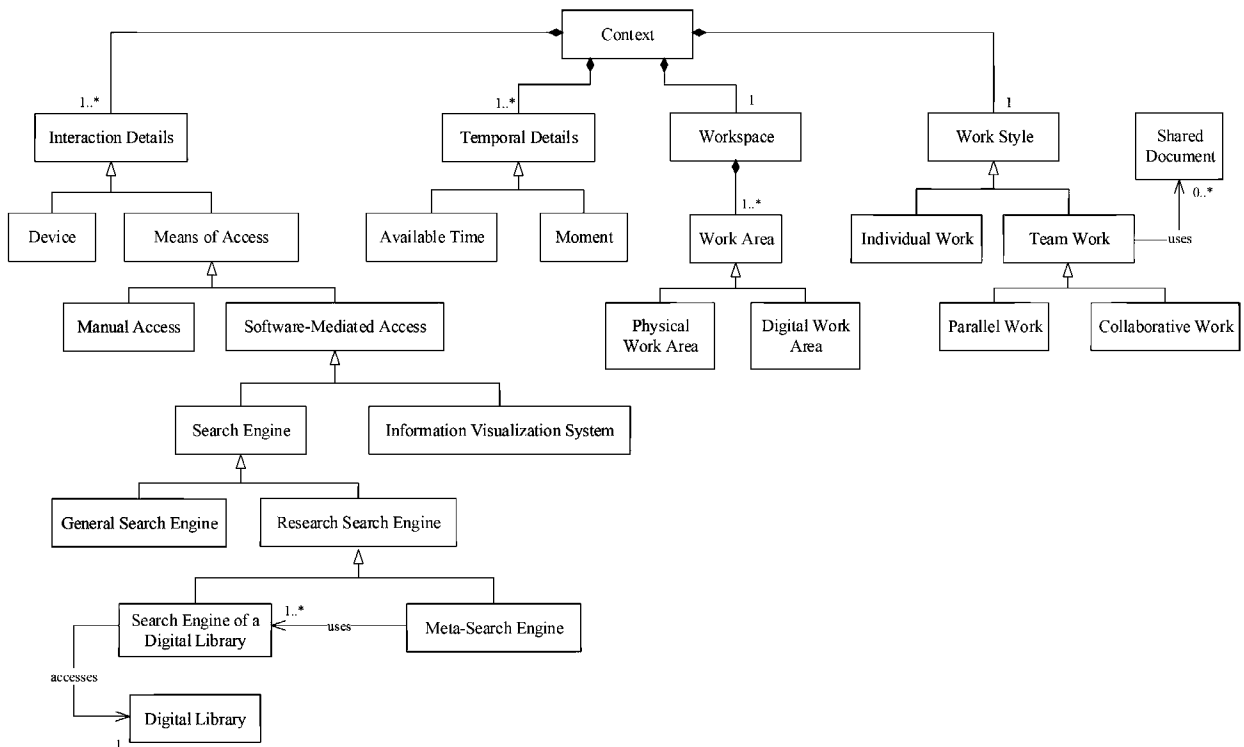 Context
1..*
1..*
1
1
Interaction Details
Temporal Details
Workspace
Work Style
Shared
Document
1..*
0..*
Device
Means of Access
Available Time
Moment
Work Area
Individual Work
Team Work
uses
Manual Access
Software-Mediated Access
Physical
Work Area
Digital Work
Area
Parallel Work
Collaborative Work
Search Engine
Information Visualization System
General Search Engine
Research Search Engine
Search Engine of a
Digital Library
1..*
uses
Meta-Search Engine
accesses
Digital Library
1